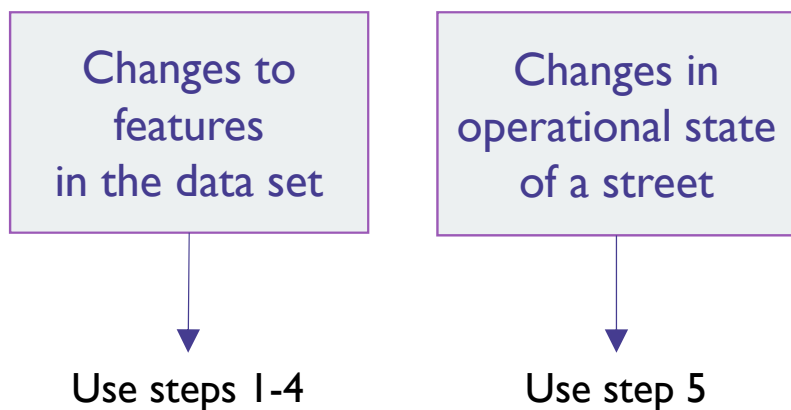 Changes to
features
in the data set
Changes in
operational state
of a street
Use steps 1-4
Use step 5